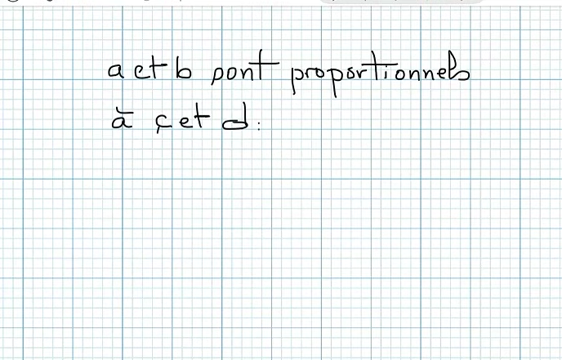 a et b sont proportionnels
à c et d.